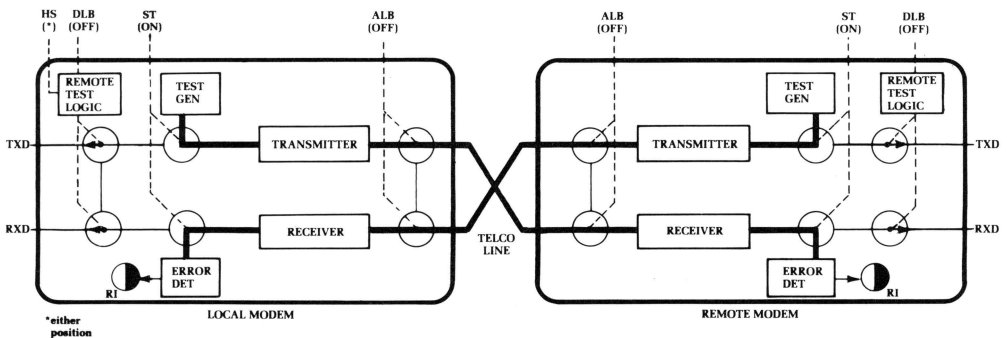 HS
(*)
DLB
(OFF)
ST
(ON)
ALB
(OFF)
ALB
(OFF)
ST
(ON)
DLB
(OFF)
REMOTE
TEST
LOGIC
TEST
GEN
TEST
GEN
REMOTE
TEST
LOGIC
TXD
TRANSMITTER
TRANSMITTER
TXD
RXD
RECEIVER
TELCO
LINE
RECEIVER
RXD
RI
ERROR
DET
ERROR
DET
RI
LOCAL MODEM
REMOTE MODEM
*either
position